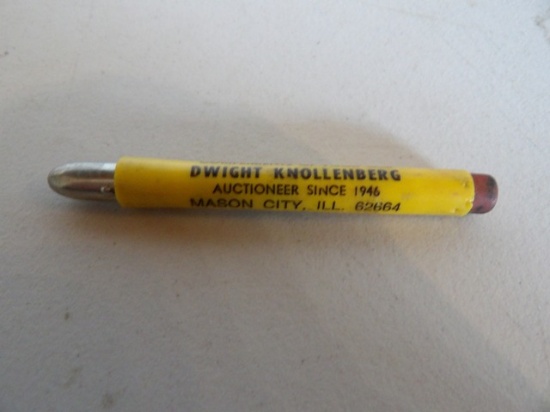 DWIGHT KNOLLENBERG
AUCTIONEER SINCE 1946
MASON CITY, ILL. 62664